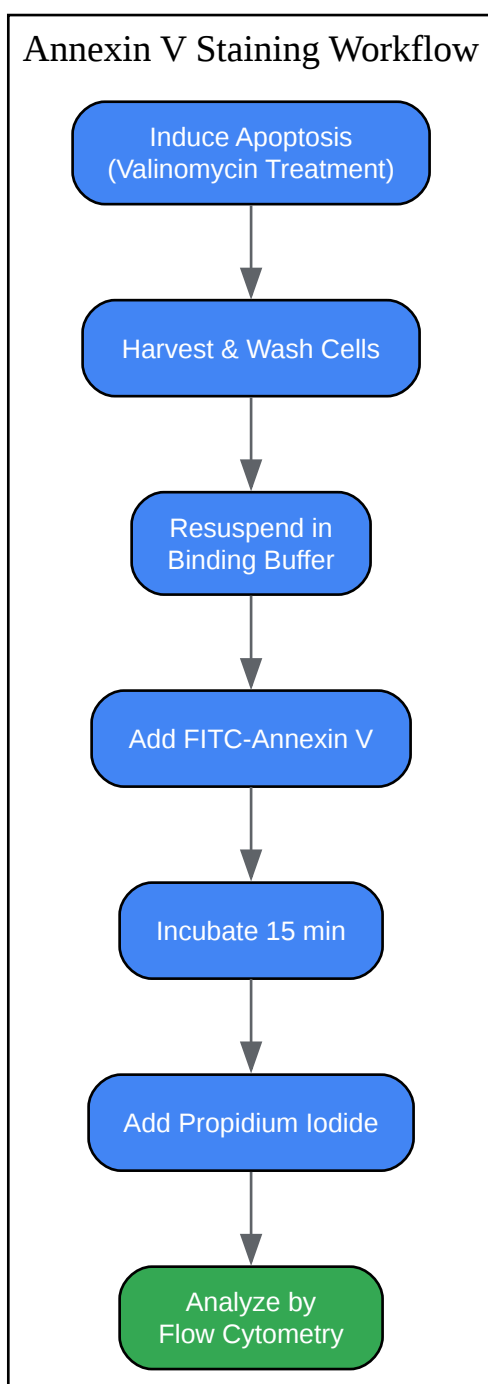 Annexin V Staining Workflow
Induce Apoptosis
(Valinomycin Treatment)
Harvest & Wash Cells
Resuspend in
Binding Buffer
Add FITC-Annexin V
Incubate 15 min
Add Propidium Iodide
Analyze by
Flow Cytometry